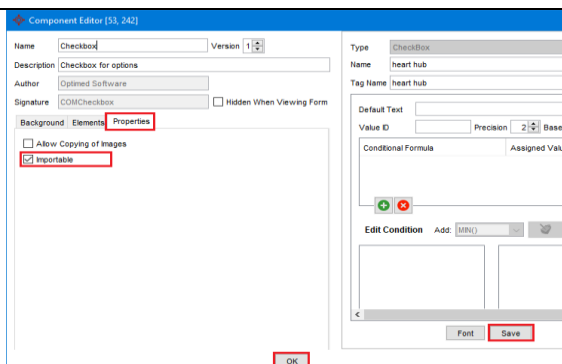 Component Editor [53, 242]
Name Checkbox Version 1
Description Checkbox for options
Author Optimed Software
Signature COMCheckbox Hidden When Viewing Form
Background Elements Properties
Allow Copying of Images
Importable
OK
Type CheckBox
Name heart hub
Tag Name heart hub
Default Text
Value ID Precision 2 Base
Conditional Formula Assigned Valu
Edit Condition Add: MIN()
Font Save